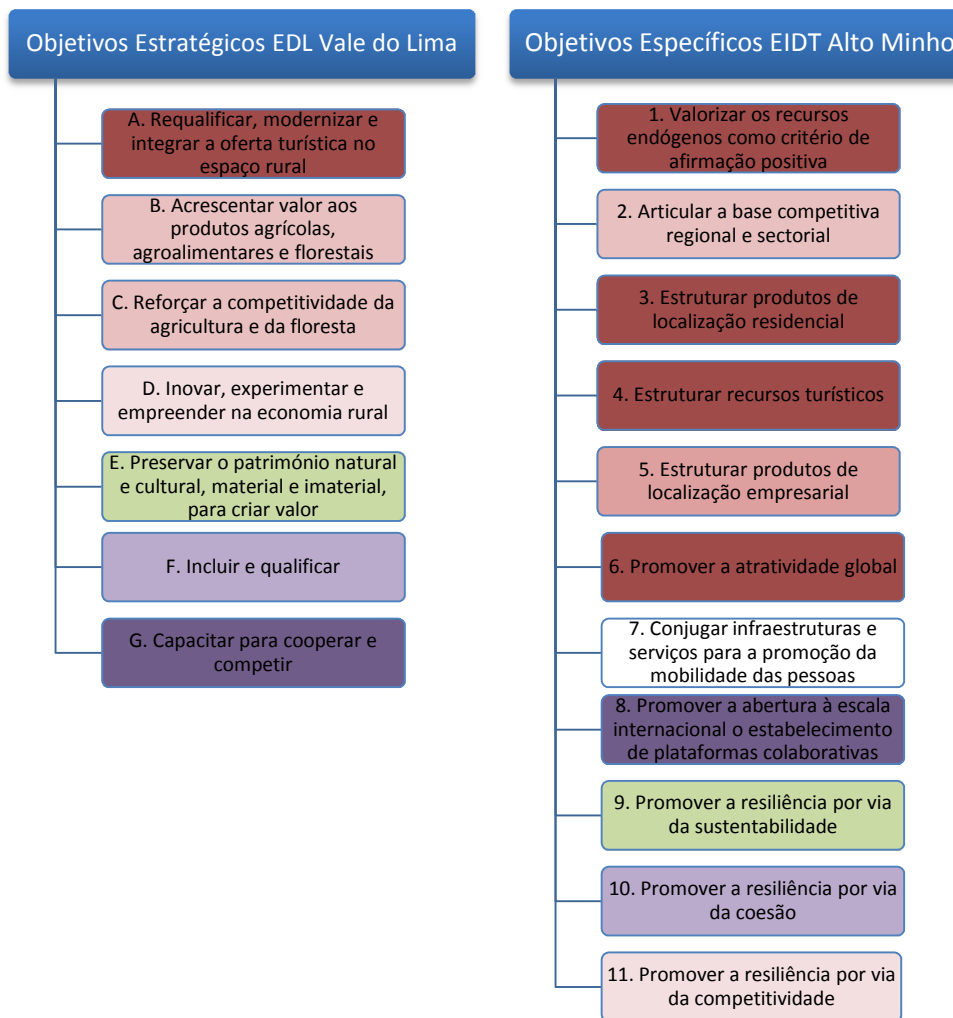 Objetivos Estratégicos EDL Vale do Lima
A. Requalificar, modernizar e
integrar a oferta turística no
espaço rural
B. Acrescentar valor aos
produtos agrícolas,
agroalimentares e florestais
C. Reforçar a competitividade da
agricultura e da floresta
D. Inovar, experimentar e
empreender na economia rural
E. Preservar o património natural
e cultural, material e imaterial,
para criar valor
F. Incluir e qualificar
G. Capacitar para cooperar e
competir
Objetivos Específicos EIDT Alto Minho
1. Valorizar os recursos
endógenos como critério de
afirmação positiva
2. Articular a base competitiva
regional e sectorial
3. Estruturar produtos de
localização residencial
4. Estruturar recursos turísticos
5. Estruturar produtos de
localização empresarial
6. Promover a atratividade global
7. Conjugar infraestruturas e
serviços para a promoção da
mobilidade das pessoas
8. Promover a abertura à escala
internacional o estabelecimento
de plataformas colaborativas
9. Promover a resiliência por via
da sustentabilidade
10. Promover a resiliência por via
da coesão
11. Promover a resiliência por via
da competitividade